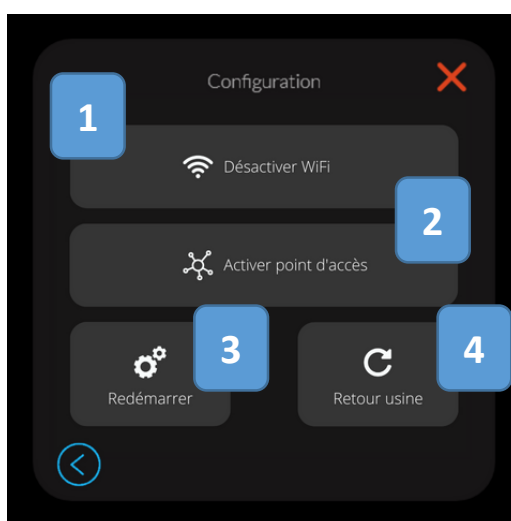 Configuration
1
Désactiver WiFi
2
Activer point d'accès
3
4
Redémarrer
Retour usine